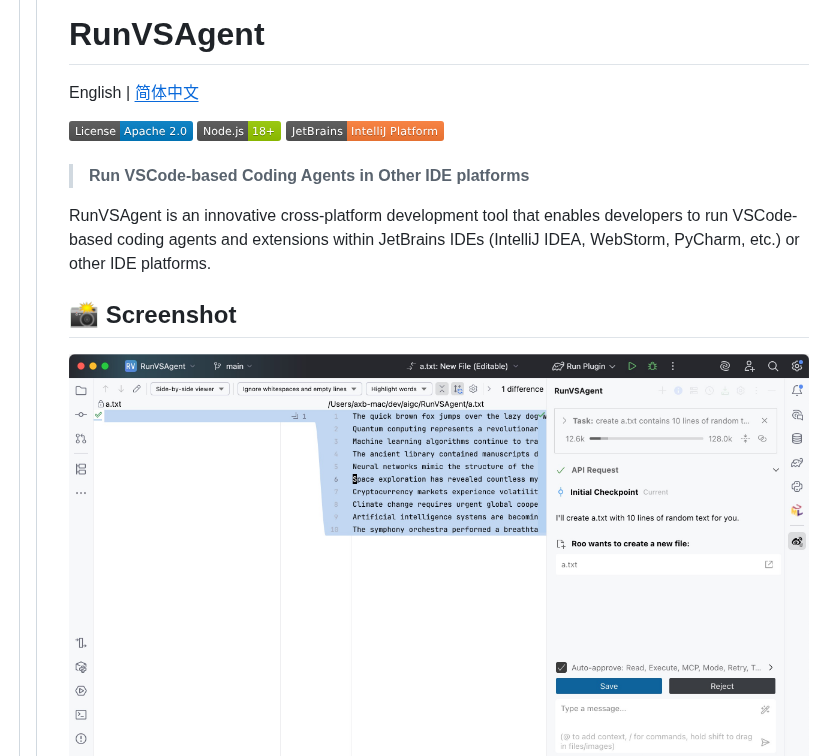 RunVSAgent
English | 简体中文
License Apache 2.0 Node.js 18+ JetBrains IntelliJ Platform
Run VSCode-based Coding Agents in Other IDE platforms
RunVSAgent is an innovative cross-platform development tool that enables developers to run VSCode-
based coding agents and extensions within JetBrains IDEs (IntelliJ IDEA, WebStorm, PyCharm, etc.) or
other IDE platforms.
📸 Screenshot
RV RunVSAgent main a.txt: New File (Editable) Run Plugin
Side-by-side viewer Ignore whitespaces and empty lines Highlight words 1 difference
a.txt /Users/axb-mac/dev/aigc/RunVSAgent/a.txt
1 1 The quick brown fox jumps over the lazy dog
2 Quantum computing represents a revolutionar
3 Machine learning algorithms continue to tra
4 The ancient library contained manuscripts d
5 Neural networks mimic the structure of the
6 Space exploration has revealed countless my
7 Cryptocurrency markets experience volatilit
8 Climate change requires urgent global coope
9 Artificial intelligence systems are becomin
10 The symphony orchestra performed a breathta
RunVSAgent
Task: create a.txt contains 10 lines of random t...
12.6k 128.0k
API Request
Initial Checkpoint Current
I'll create a.txt with 10 lines of random text for you.
Roo wants to create a new file:
a.txt
Auto-approve: Read, Execute, MCP, Mode, Retry, T...
Save Reject
Type a message...
(@ to add context, / for commands, hold shift to drag
in files/images)